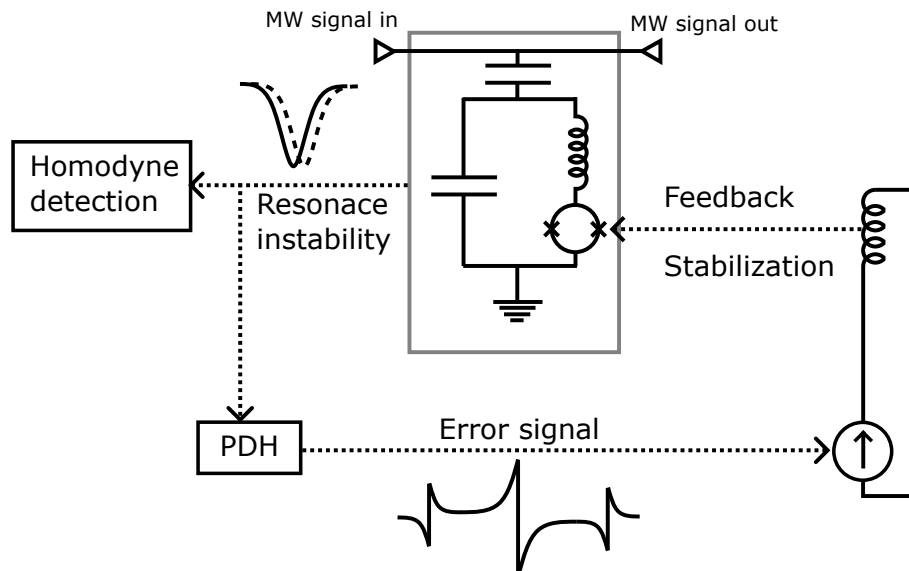 MW signal in
MW signal out
Homodyne
detection
Resonace
instability
Feedback
Stabilization
PDH
Error signal